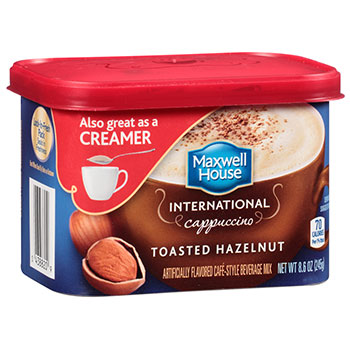 Also great as a
CREAMER
Maxwell
House
INTERNATIONAL
cappuccino
TOASTED HAZELNUT
ARTIFICIALLY FLAVORED CAFÉ-STYLE BEVERAGE MIX
NET WT 8.6 OZ (245g)
70
CALORIES